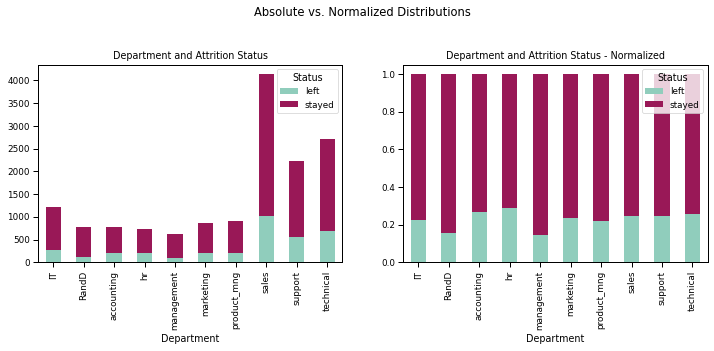 Absolute vs. Normalized Distributions
Department and Attrition Status
4000
3500
3000
2500
2000
1500
1000
500
0
Status
left
stayed
IT
RandD
accounting
hr
management
marketing
product_mng
sales
support
technical
Department
Department and Attrition Status - Normalized
1.0
0.8
0.6
0.4
0.2
0.0
Status
left
stayed
IT
RandD
accounting
hr
management
marketing
product_mng
sales
support
technical
Department